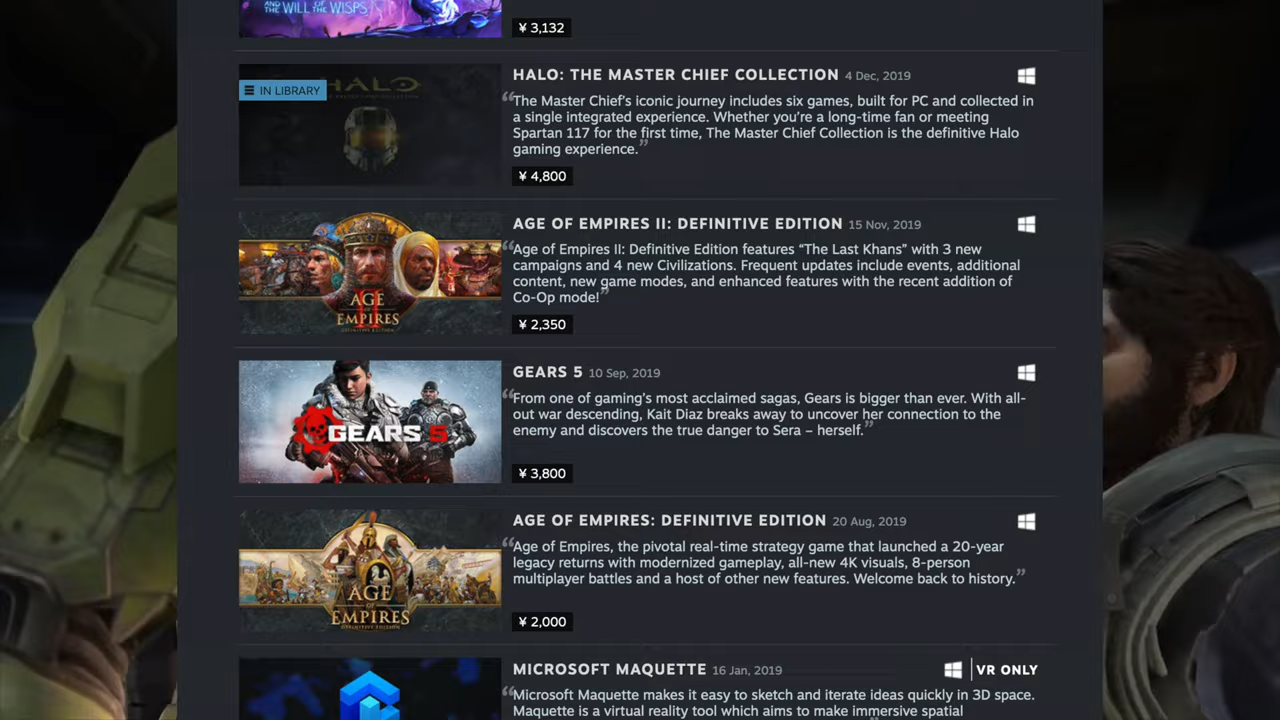 AND THE WILL OF THE WISPS
¥ 3,132
IN LIBRARY
HALO
HALO: THE MASTER CHIEF COLLECTION 4 Dec, 2019
“The Master Chief’s iconic journey includes six games, built for PC and collected in
a single integrated experience. Whether you’re a long-time fan or meeting
Spartan 117 for the first time, The Master Chief Collection is the definitive Halo
gaming experience.”
¥ 4,800
AGE OF EMPIRES II: DEFINITIVE EDITION 15 Nov, 2019
“Age of Empires II: Definitive Edition features “The Last Khans” with 3 new
campaigns and 4 new Civilizations. Frequent updates include events, additional
content, new game modes, and enhanced features with the recent addition of
Co-Op mode!”
¥ 2,350
AGE
II
OF
EMPIRES
DEFINITIVE EDITION
GEARS 5 10 Sep, 2019
“From one of gaming’s most acclaimed sagas, Gears is bigger than ever. With all-
out war descending, Kait Diaz breaks away to uncover her connection to the
enemy and discovers the true danger to Sera – herself.”
¥ 3,800
GEARS 5
AGE OF EMPIRES: DEFINITIVE EDITION 20 Aug, 2019
“Age of Empires, the pivotal real-time strategy game that launched a 20-year
legacy returns with modernized gameplay, all-new 4K visuals, 8-person
multiplayer battles and a host of other new features. Welcome back to history.”
¥ 2,000
AGE
OF
EMPIRES
DEFINITIVE EDITION
MICROSOFT MAQUETTE 16 Jan, 2019
VR ONLY
“Microsoft Maquette makes it easy to sketch and iterate ideas quickly in 3D space.
Maquette is a virtual reality tool which aims to make immersive spatial